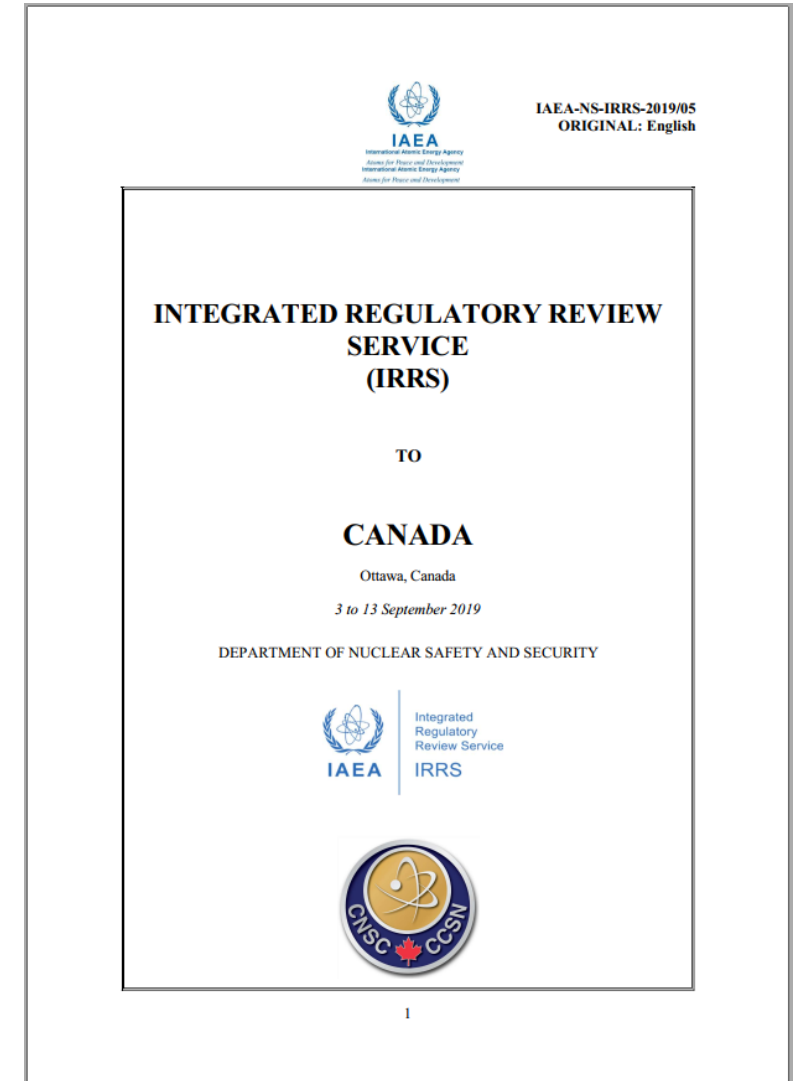 IAEA-NS-IRRS-2019/05
ORIGINAL: English
IAEA
International Atomic Energy Agency
Atoms for Peace and Development
International Atomic Energy Agency
Atoms for Peace and Development
INTEGRATED REGULATORY REVIEW
SERVICE
(IRRS)
TO
CANADA
Ottawa, Canada
3 to 13 September 2019
DEPARTMENT OF NUCLEAR SAFETY AND SECURITY
IAEA
Integrated
Regulatory
Review Service
IRRS
CNSC CCSN
1